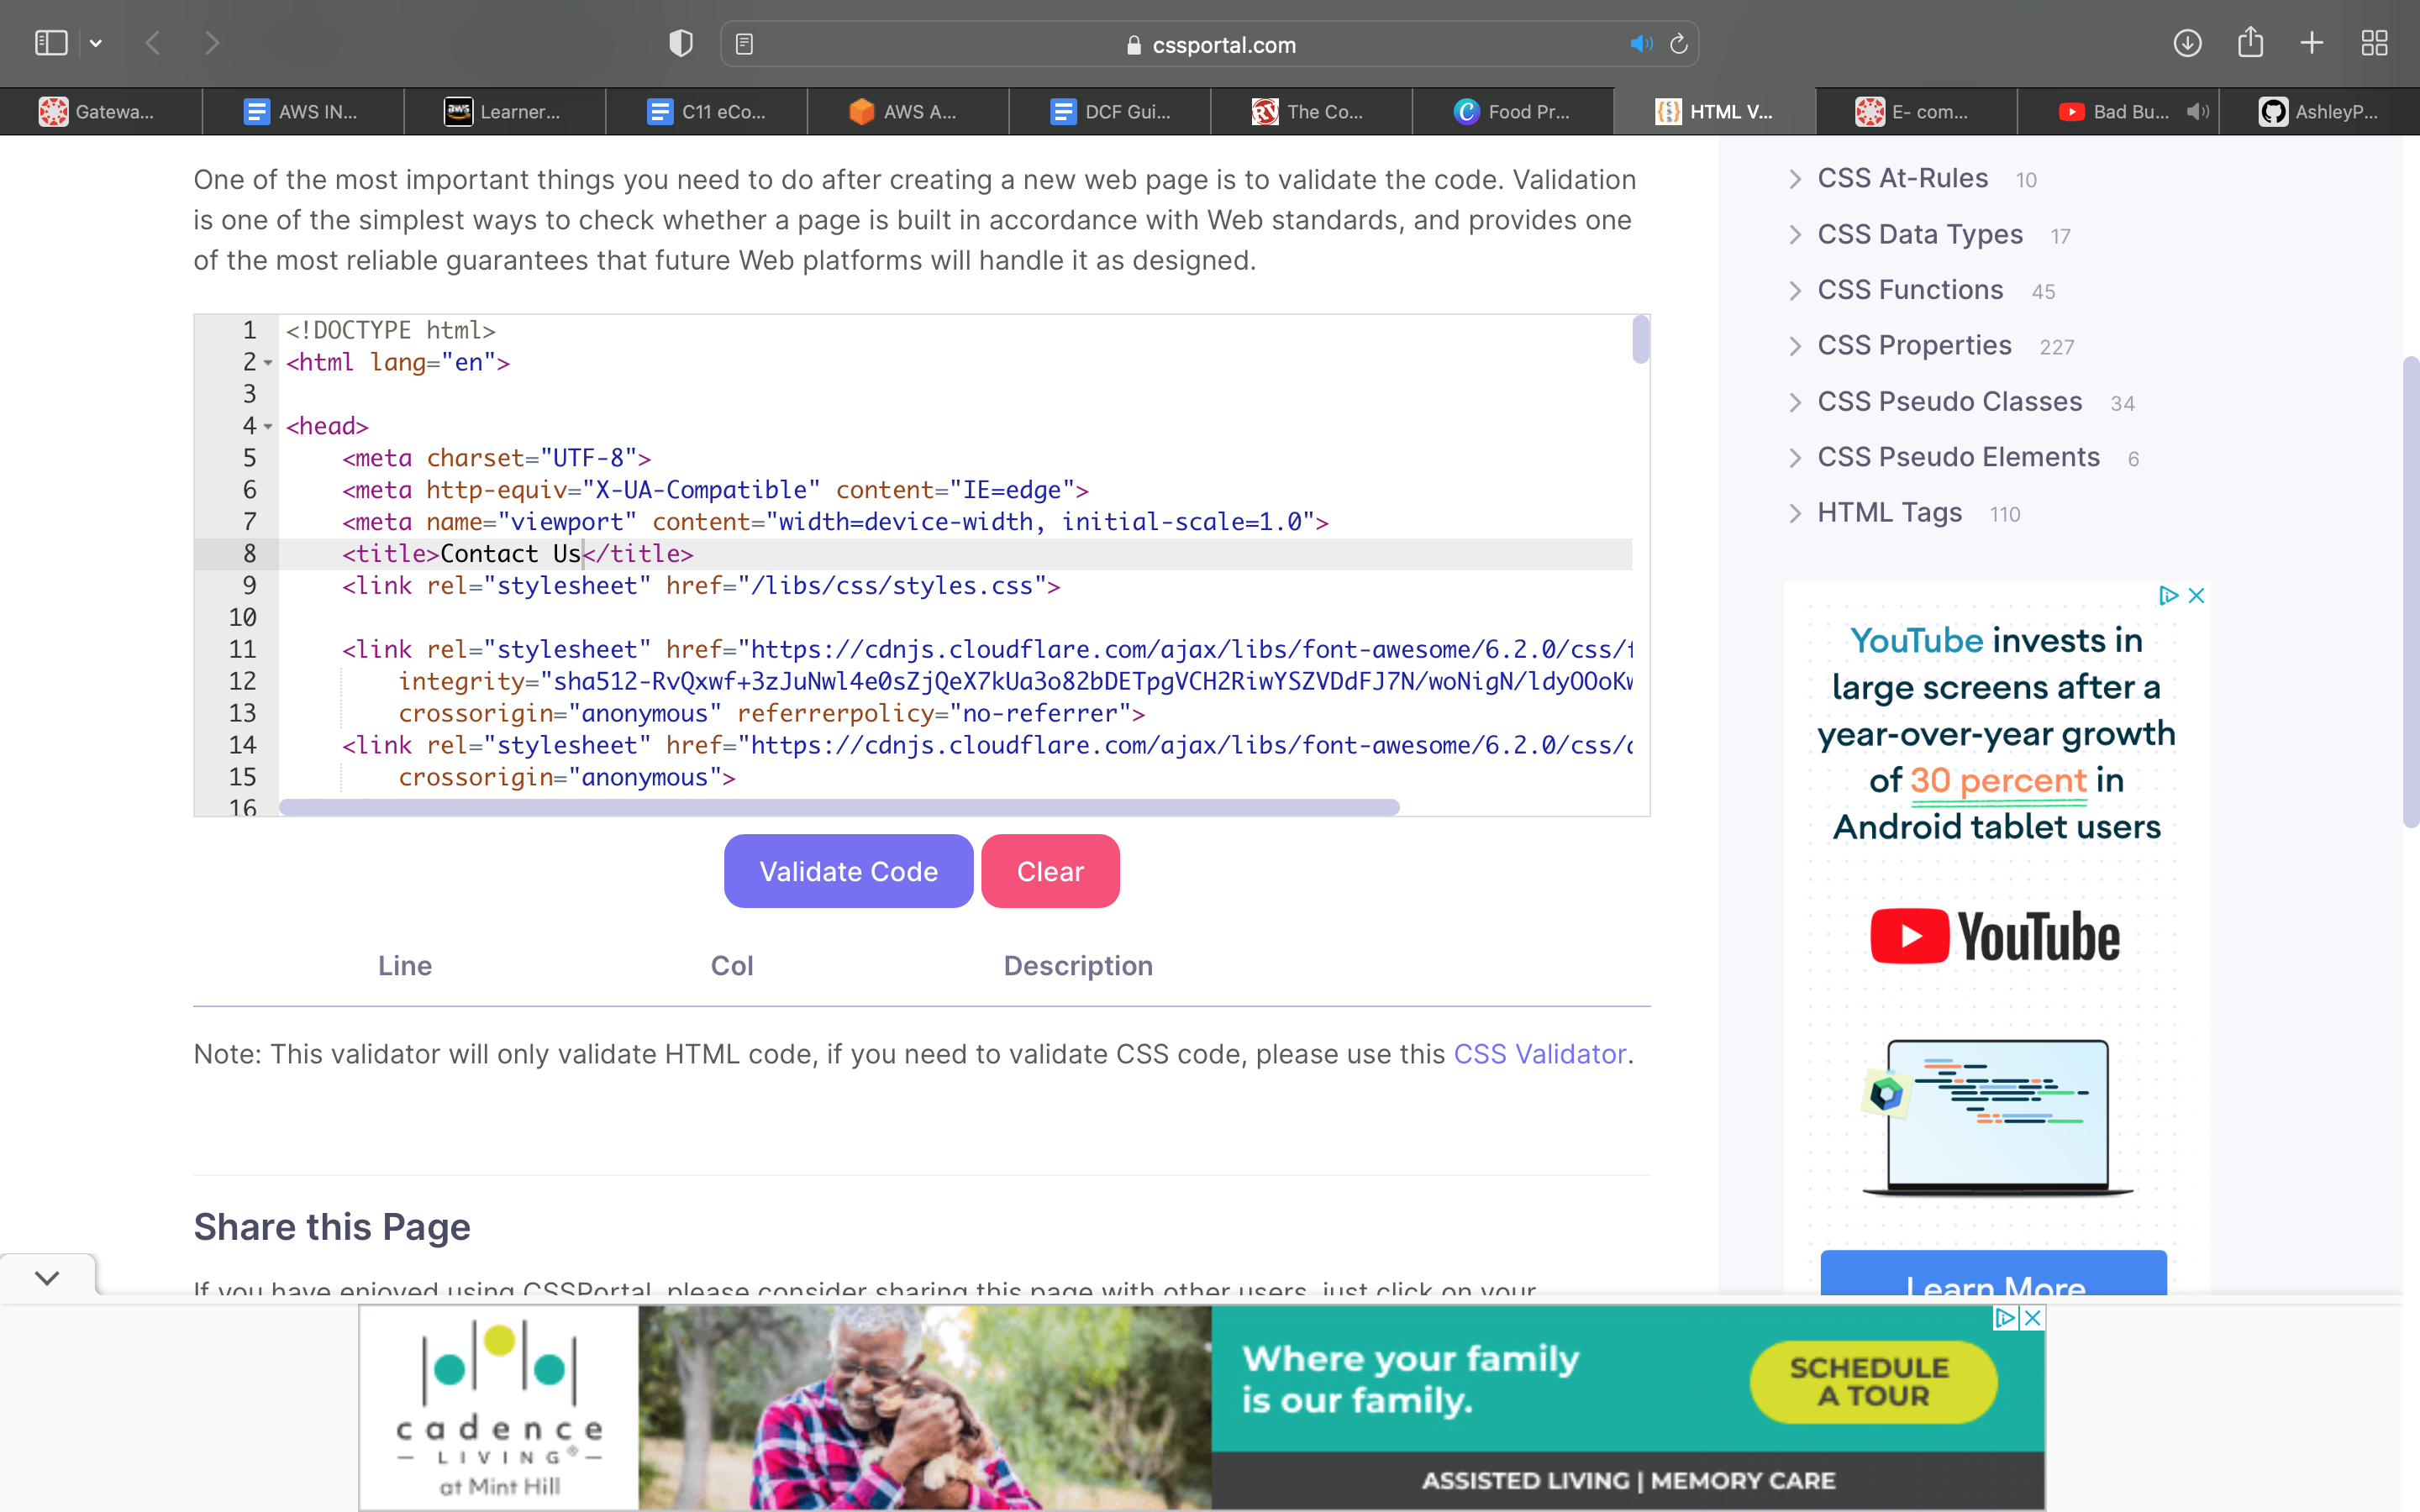 cssportal.com
Gatewa...
AWS IN...
Learner...
C11 eCo...
AWS A...
DCF Gui...
The Co...
Food Pr...
HTML V...
E- com...
Bad Bu...
AshleyP...
One of the most important things you need to do after creating a new web page is to validate the code. Validation
is one of the simplest ways to check whether a page is built in accordance with Web standards, and provides one
of the most reliable guarantees that future Web platforms will handle it as designed.
1 <!DOCTYPE html>
2 <html lang="en">
3
4 <head>
5 <meta charset="UTF-8">
6 <meta http-equiv="X-UA-Compatible" content="IE=edge">
7 <meta name="viewport" content="width=device-width, initial-scale=1.0">
8 <title>Contact Us</title>
9 <link rel="stylesheet" href="/libs/css/styles.css">
10
11 <link rel="stylesheet" href="https://cdnjs.cloudflare.com/ajax/libs/font-awesome/6.2.0/css/
12 integrity="sha512-RvQxwf+3zJuNwl4e0sZjQeX7kUa3o82bDETpgVCH2RiwYSZVDdFJ7N/woNigN/ldyOOoKw
13 crossorigin="anonymous" referrerpolicy="no-referrer">
14 <link rel="stylesheet" href="https://cdnjs.cloudflare.com/ajax/libs/font-awesome/6.2.0/css/
15 crossorigin="anonymous">
16
Validate Code
Clear
Line Col Description
Note: This validator will only validate HTML code, if you need to validate CSS code, please use this CSS Validator.
Share this Page
If you have enjoyed using CSSPortal, please consider sharing this page with other users, just click on your
CSS At-Rules 10
CSS Data Types 17
CSS Functions 45
CSS Properties 227
CSS Pseudo Classes 34
CSS Pseudo Elements 6
HTML Tags 110
YouTube invests in
large screens after a
year-over-year growth
of 30 percent in
Android tablet users
YouTube
Learn More
cadence
LIVING®
at Mint Hill
Where your family
is our family.
SCHEDULE
A TOUR
ASSISTED LIVING | MEMORY CARE